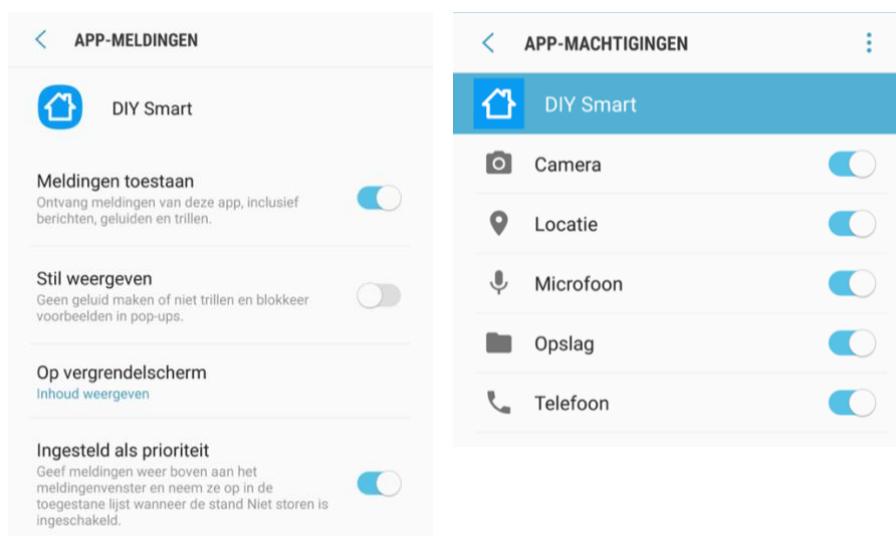 APP-MELDINGEN
DIY Smart
Meldingen toestaan
Ontvang meldingen van deze app, inclusief
berichten, geluiden en trillen.
Stil weergeven
Geen geluid maken of niet trillen en blokkeer
voorbeelden in pop-ups.
Op vergrendelscherm
Inhoud weergeven
Ingesteld als prioriteit
Geef meldingen weer boven aan het
meldingenvenster en neem ze op in de
toegestane lijst wanneer de stand Niet storen is
ingeschakeld.
APP-MACHTIGINGEN
DIY Smart
Camera
Locatie
Microfoon
Opslag
Telefoon